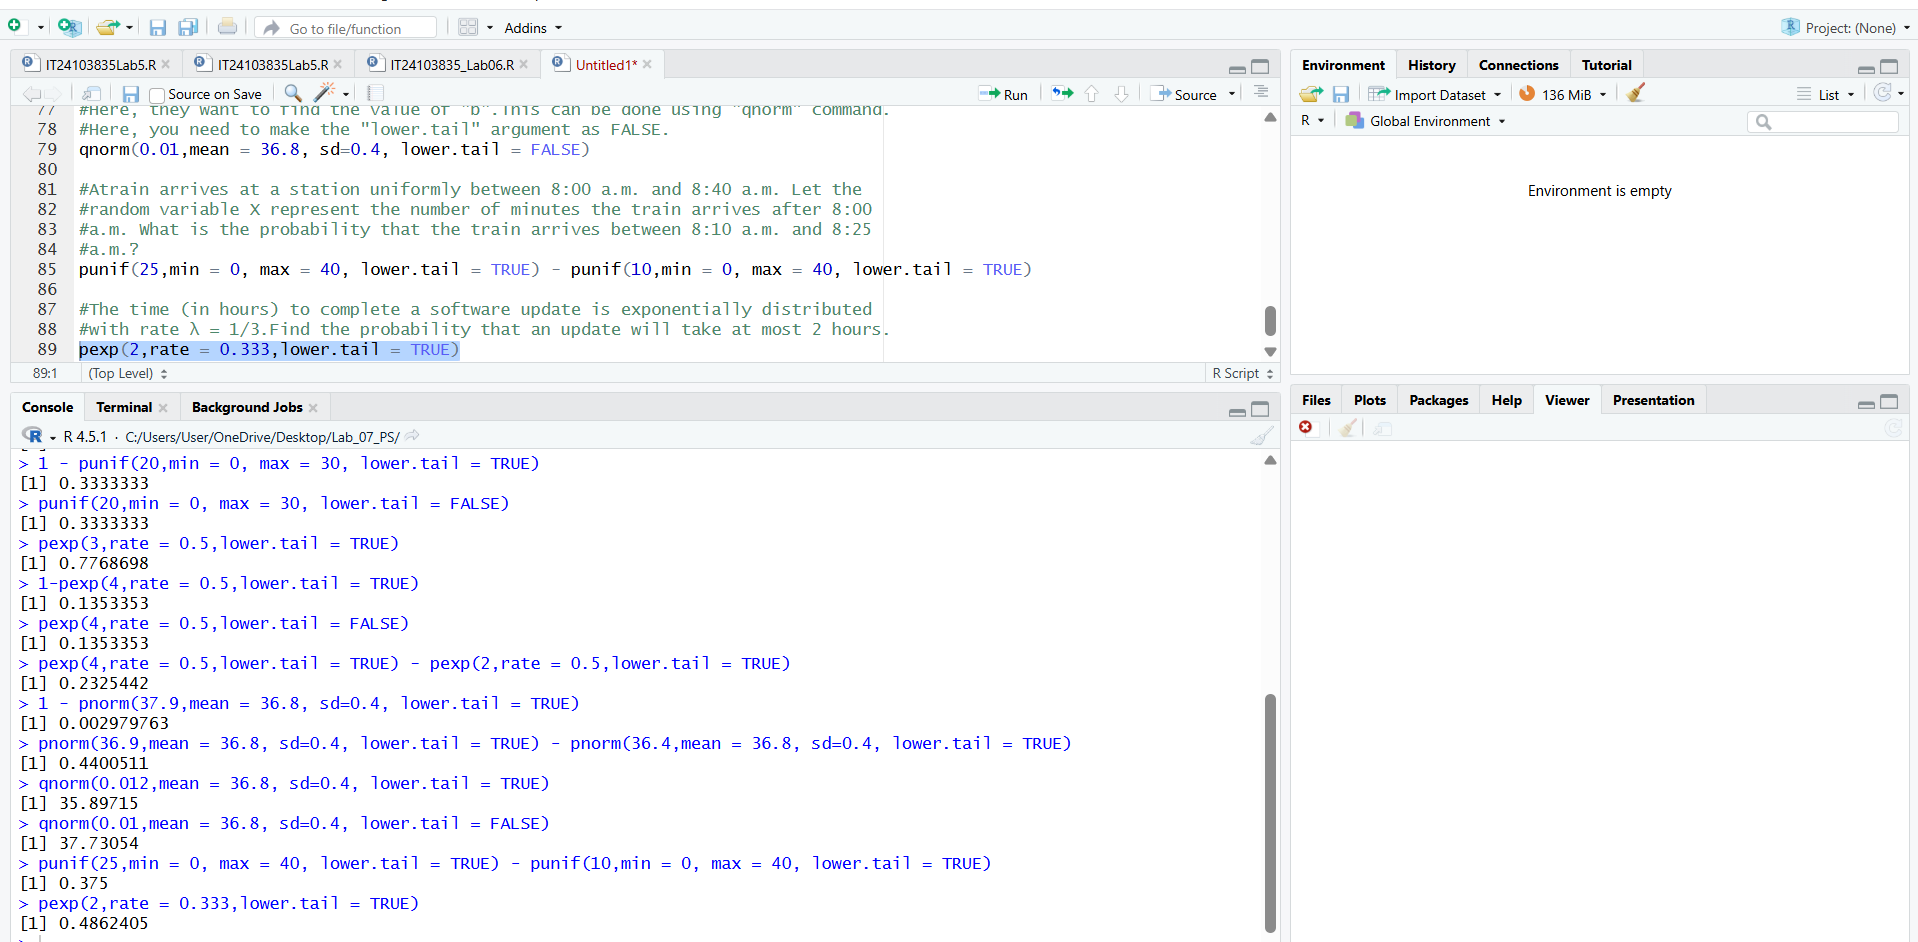 Go to file/function
Addins
Project: (None)
IT24103835Lab5.R
IT24103835Lab5.R
IT24103835_Lab06.R
Untitled1*
Source on Save
Run
Source
77 #Here, they want to find the value of "b".This can be done using "qnorm" command.
78 #Here, you need to make the "lower.tail" argument as FALSE.
79 qnorm(0.01,mean = 36.8, sd=0.4, lower.tail = FALSE)
80
81 #Atrain arrives at a station uniformly between 8:00 a.m. and 8:40 a.m. Let the
82 #random variable X represent the number of minutes the train arrives after 8:00
83 #a.m. What is the probability that the train arrives between 8:10 a.m. and 8:25
84 #a.m.?
85 punif(25,min = 0, max = 40, lower.tail = TRUE) - punif(10,min = 0, max = 40, lower.tail = TRUE)
86
87 #The time (in hours) to complete a software update is exponentially distributed
88 #with rate λ = 1/3.Find the probability that an update will take at most 2 hours.
89 pexp(2,rate = 0.333,lower.tail = TRUE)
89:1 (Top Level) R Script
Console Terminal Background Jobs
R 4.5.1 · C:/Users/User/OneDrive/Desktop/Lab_07_PS/
> 1 - punif(20,min = 0, max = 30, lower.tail = TRUE)
[1] 0.3333333
> punif(20,min = 0, max = 30, lower.tail = FALSE)
[1] 0.3333333
> pexp(3,rate = 0.5,lower.tail = TRUE)
[1] 0.7768698
> 1-pexp(4,rate = 0.5,lower.tail = TRUE)
[1] 0.1353353
> pexp(4,rate = 0.5,lower.tail = FALSE)
[1] 0.1353353
> pexp(4,rate = 0.5,lower.tail = TRUE) - pexp(2,rate = 0.5,lower.tail = TRUE)
[1] 0.2325442
> 1 - pnorm(37.9,mean = 36.8, sd=0.4, lower.tail = TRUE)
[1] 0.002979763
> pnorm(36.9,mean = 36.8, sd=0.4, lower.tail = TRUE) - pnorm(36.4,mean = 36.8, sd=0.4, lower.tail = TRUE)
[1] 0.4400511
> qnorm(0.012,mean = 36.8, sd=0.4, lower.tail = TRUE)
[1] 35.89715
> qnorm(0.01,mean = 36.8, sd=0.4, lower.tail = FALSE)
[1] 37.73054
> punif(25,min = 0, max = 40, lower.tail = TRUE) - punif(10,min = 0, max = 40, lower.tail = TRUE)
[1] 0.375
> pexp(2,rate = 0.333,lower.tail = TRUE)
[1] 0.4862405
>
Environment History Connections Tutorial
Import Dataset 136 MiB List
R Global Environment
Environment is empty
Files Plots Packages Help Viewer Presentation